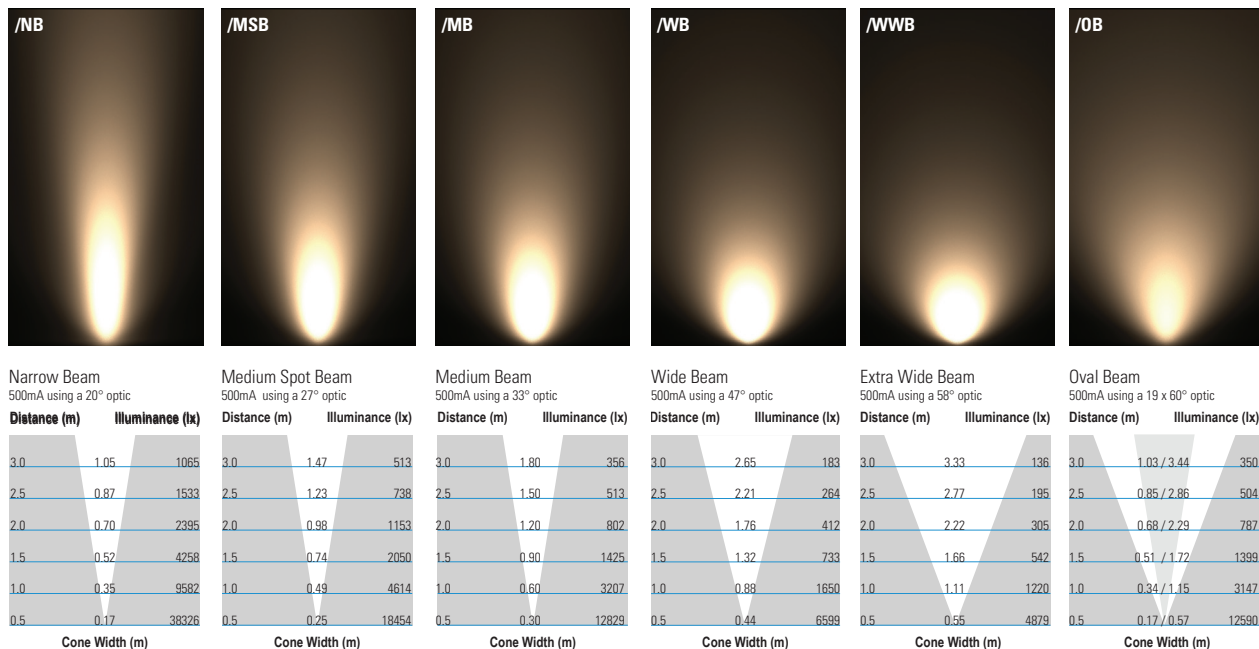 /NB
/MSB
/MB
/WB
/WWB
/OB
Narrow Beam
500mA using a 20° optic
Distance (m) Illuminance (lx)
3.0 1.05 1065
2.5 0.87 1533
2.0 0.70 2395
1.5 0.52 4258
1.0 0.35 9582
0.5 0.17 38326
Cone Width (m)
Medium Spot Beam
500mA using a 27° optic
Distance (m) Illuminance (lx)
3.0 1.47 513
2.5 1.23 738
2.0 0.98 1153
1.5 0.74 2050
1.0 0.49 4614
0.5 0.25 18454
Cone Width (m)
Medium Beam
500mA using a 33° optic
Distance (m) Illuminance (lx)
3.0 1.80 356
2.5 1.50 513
2.0 1.20 802
1.5 0.90 1425
1.0 0.60 3207
0.5 0.30 12829
Cone Width (m)
Wide Beam
500mA using a 47° optic
Distance (m) Illuminance (lx)
3.0 2.65 183
2.5 2.21 264
2.0 1.76 412
1.5 1.32 733
1.0 0.88 1650
0.5 0.44 6599
Cone Width (m)
Extra Wide Beam
500mA using a 58° optic
Distance (m) Illuminance (lx)
3.0 3.33 136
2.5 2.77 195
2.0 2.22 305
1.5 1.66 542
1.0 1.11 1220
0.5 0.55 4879
Cone Width (m)
Oval Beam
500mA using a 19 x 60° optic
Distance (m) Illuminance (lx)
3.0 1.03 / 3.44 350
2.5 0.85 / 2.86 504
2.0 0.68 / 2.29 787
1.5 0.51 / 1.72 1399
1.0 0.34 / 1.15 3147
0.5 0.17 / 0.57 12590
Cone Width (m)